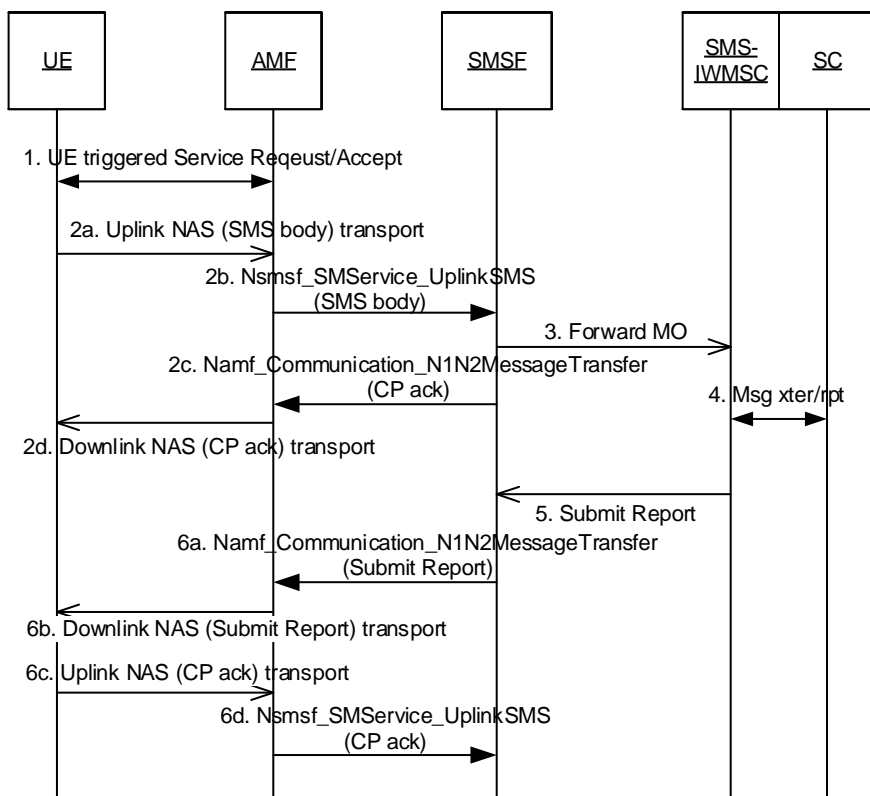 UE
AMF
SMSF
SMS-
IWMSC
SC
1. UE triggered Service Reqeust/Accept
2a. Uplink NAS (SMS body) transport
2b. Nsmsf_SMService_UplinkSMS
(SMS body)
3. Forward MO
2c. Namf_Communication_N1N2MessageTransfer
(CP ack)
4. Msg xter/rpt
2d. Downlink NAS (CP ack) transport
5. Submit Report
6a. Namf_Communication_N1N2MessageTransfer
(Submit Report)
6b. Downlink NAS (Submit Report) transport
6c. Uplink NAS (CP ack) transport
6d. Nsmsf_SMService_UplinkSMS
(CP ack)